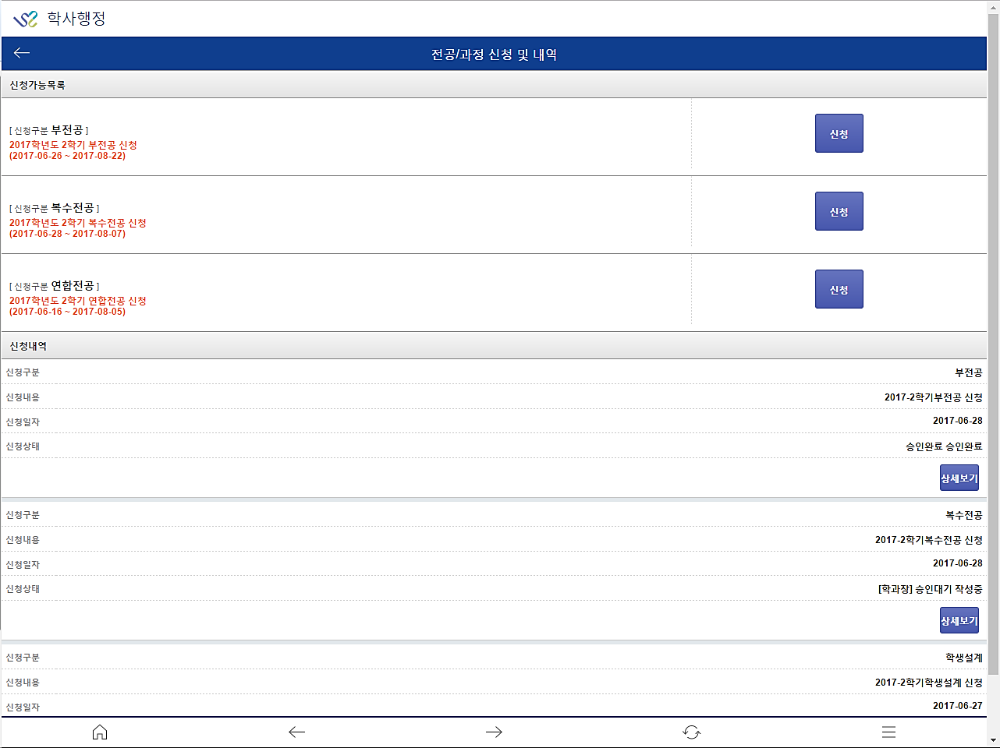 학사행정
전공/과정 신청 및 내역
신청가능목록
[ 신청구분 부전공 ]
2017학년도 2학기 부전공 신청
(2017-06-26 ~ 2017-08-22)
신청
[ 신청구분 복수전공 ]
2017학년도 2학기 복수전공 신청
(2017-06-28 ~ 2017-08-07)
신청
[ 신청구분 연합전공 ]
2017학년도 2학기 연합전공 신청
(2017-06-16 ~ 2017-08-05)
신청
신청내역
신청구분 부전공
신청내용 2017-2학기부전공 신청
신청일자 2017-06-28
신청상태 승인완료 승인완료
상세보기
신청구분 복수전공
신청내용 2017-2학기복수전공 신청
신청일자 2017-06-28
신청상태 [학과장] 승인대기 작성중
상세보기
신청구분 학생설계
신청내용 2017-2학기학생설계 신청
신청일자 2017-06-27